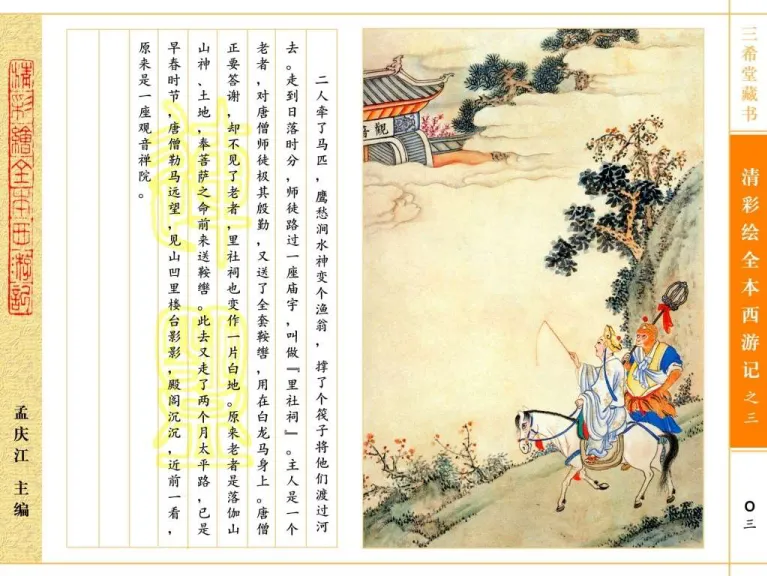 二人牵了马匹，鹰愁涧水神变个渔翁，撑了个筏子将他们渡过河
去。走到日落时分，师徒路过一座庙宇，叫做『里社祠』。主人是一个
老者，对唐僧师徒极其殷勤，又送了全套鞍辔，用在白龙马身上。唐僧
正要答谢，却不见了老者，里社祠也变作一片白地。原来老者是落伽山
山神、土地，奉菩萨之命前来送鞍辔。此去又走了两个月太平路，已是
早春时节，唐僧勒马远望，见山凹里楼台影影，殿阁沉沉，近前一看，
原来是一座观音禅院。
清彩繪全本西游記
孟庆江 主编
觀音
三希堂藏书
清彩绘全本西游记之三
〇三